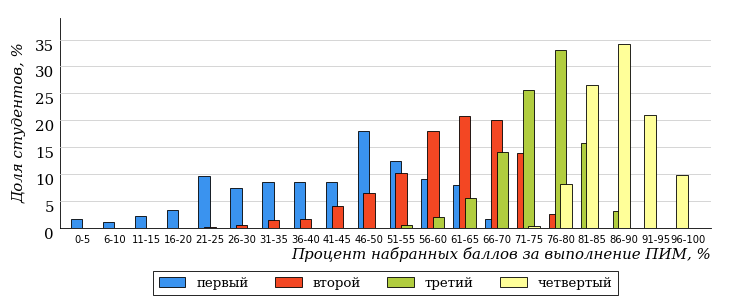 Доля студентов, %
35
30
25
20
15
10
5
0
0-5 6-10 11-15 16-20 21-25 26-30 31-35 36-40 41-45 46-50 51-55 56-60 61-65 66-70 71-75 76-80 81-85 86-90 91-95 96-100
Процент набранных баллов за выполнение ПИМ, %
первый второй третий четвертый